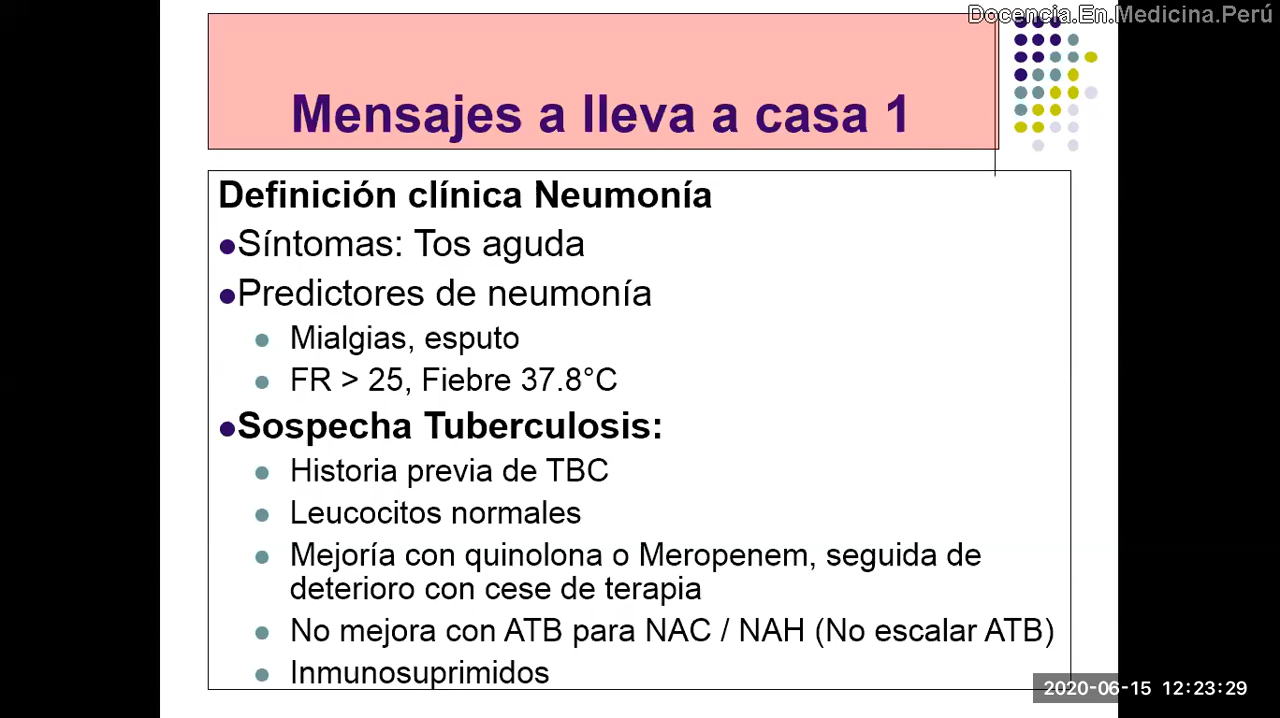 Docencia.En.Medicina.Perú
Mensajes a lleva a casa 1
Definición clínica Neumonía
Síntomas: Tos aguda
Predictores de neumonía
Mialgias, esputo
FR > 25, Fiebre 37.8°C
Sospecha Tuberculosis:
Historia previa de TBC
Leucocitos normales
Mejoría con quinolona o Meropenem, seguida de
deterioro con cese de terapia
No mejora con ATB para NAC / NAH (No escalar ATB)
Inmunosuprimidos
2020-06-15 12:23:29